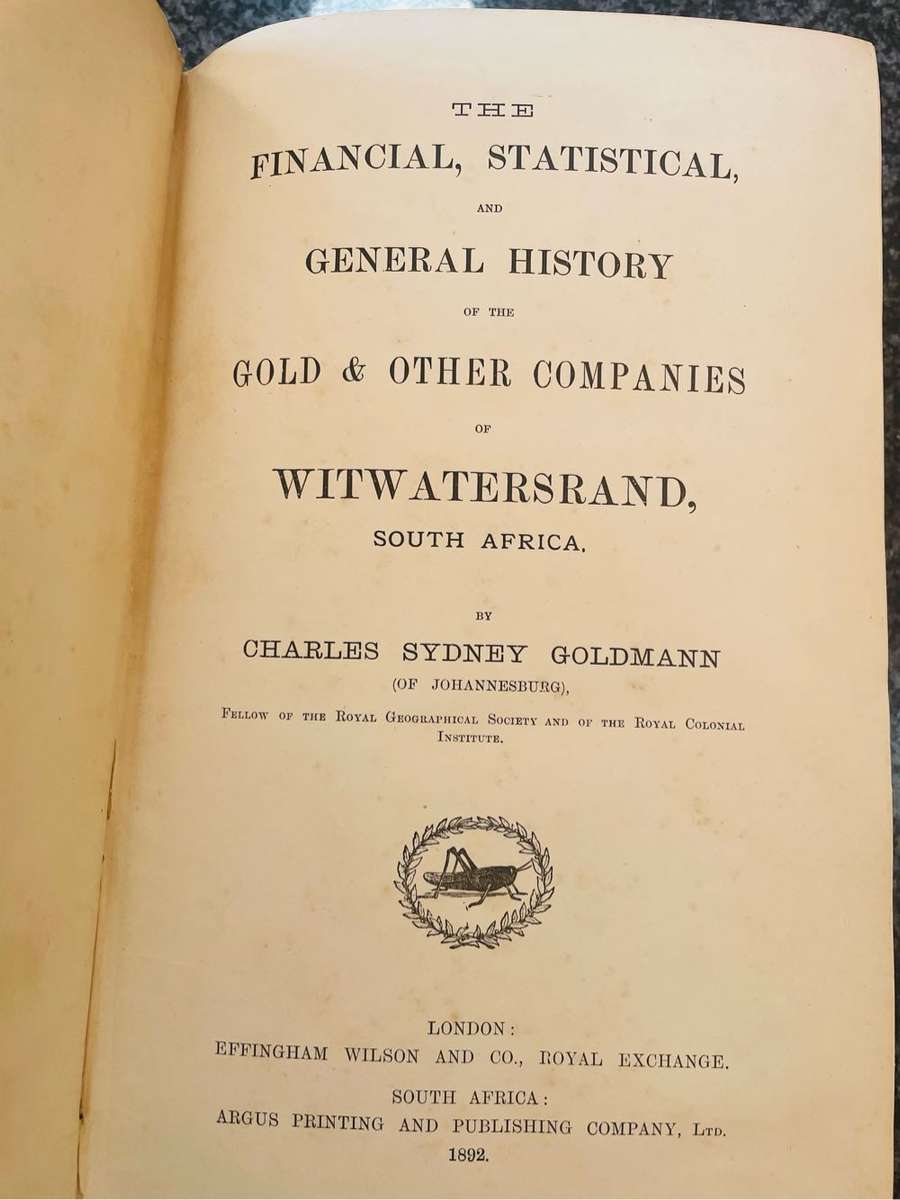 THE
FINANCIAL, STATISTICAL,
AND
GENERAL HISTORY
OF THE
GOLD & OTHER COMPANIES
OF
WITWATERSRAND,
SOUTH AFRICA.
BY
CHARLES SYDNEY GOLDMANN
(OF JOHANNESBURG),
FELLOW OF THE ROYAL GEOGRAPHICAL SOCIETY AND OF THE ROYAL COLONIAL
INSTITUTE.
LONDON:
EFFINGHAM WILSON AND CO., ROYAL EXCHANGE.
SOUTH AFRICA:
ARGUS PRINTING AND PUBLISHING COMPANY, LTD.
1892.